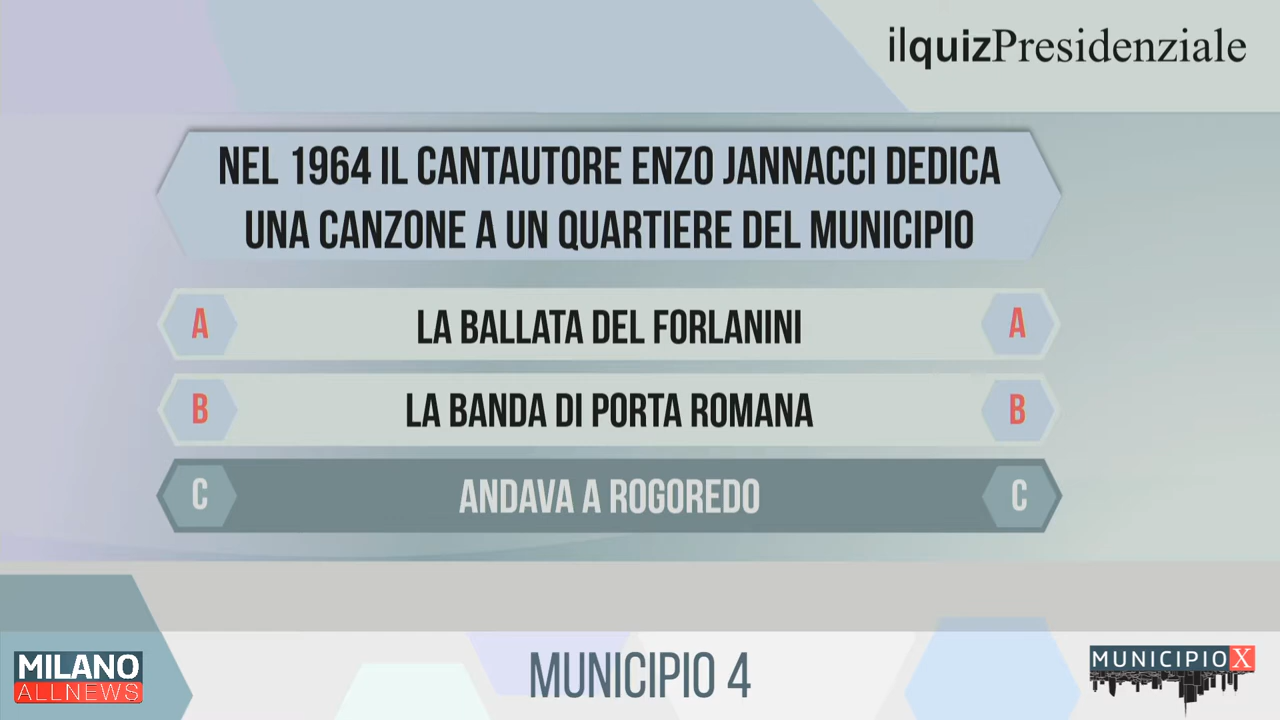 ilquizPresidenziale
NEL 1964 IL CANTAUTORE ENZO JANNACCI DEDICA
UNA CANZONE A UN QUARTIERE DEL MUNICIPIO
A LA BALLATA DEL FORLANINI A
B LA BANDA DI PORTA ROMANA B
C ANDAVA A ROGOREDO C
MILANO
ALLNEWS
MUNICIPIO 4
MUNICIPIOX